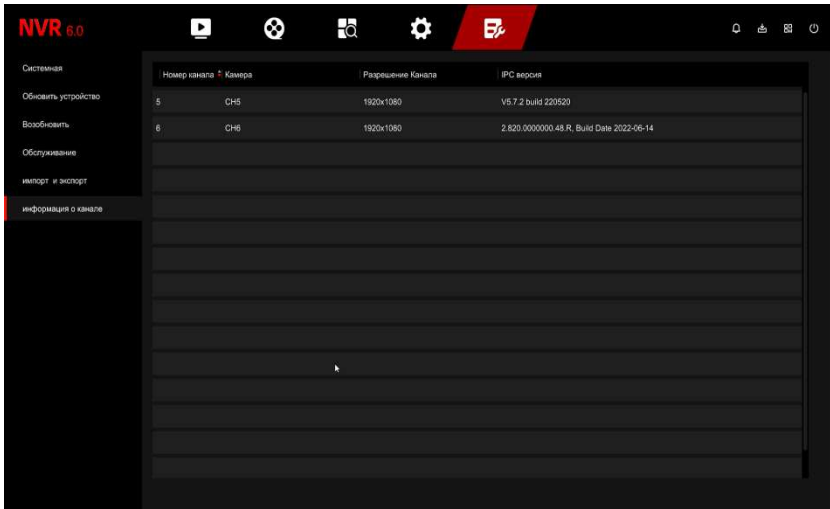 NVR 6.0
Системная
Обновить устройство
Возобновить
Обслуживание
импорт и экспорт
информация о канале
Номер канала Камера Разрешение Канала IPC версия
5 CH5 1920x1080 V5.7.2 build 220520
6 CH6 1920x1080 2.820.0000000.48.R, Build Date 2022-06-14